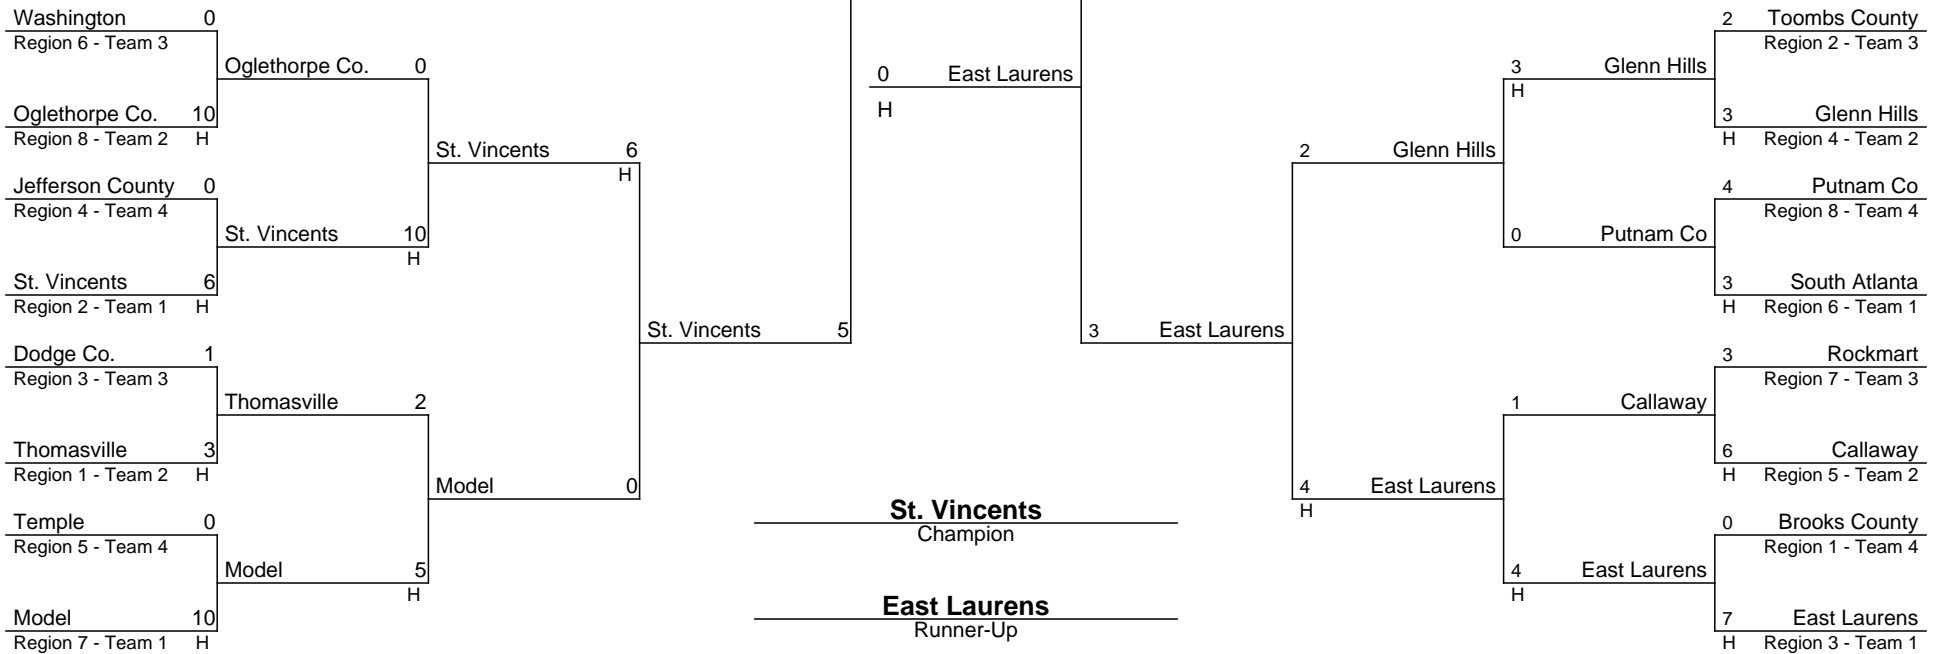 Washington 0
Region 6 - Team 3
Oglethorpe Co. 10
Region 8 - Team 2 H
Jefferson County 0
Region 4 - Team 4
St. Vincents 6
Region 2 - Team 1 H
Dodge Co. 1
Region 3 - Team 3
Thomasville 3
Region 1 - Team 2 H
Temple 0
Region 5 - Team 4
Model 10
Region 7 - Team 1 H
Oglethorpe Co. 0
St. Vincents 10
H
Thomasville 2
Model 5
H
St. Vincents 6
H
Model 0
St. Vincents 5
0 East Laurens
H
St. Vincents
Champion
East Laurens
Runner-Up
3 East Laurens
2 Glenn Hills
4 East Laurens
H
3 Glenn Hills
H
0 Putnam Co
1 Callaway
4 East Laurens
H
2 Toombs County
Region 2 - Team 3
3 Glenn Hills
H Region 4 - Team 2
4 Putnam Co
Region 8 - Team 4
3 South Atlanta
H Region 6 - Team 1
3 Rockmart
Region 7 - Team 3
6 Callaway
H Region 5 - Team 2
0 Brooks County
Region 1 - Team 4
7 East Laurens
H Region 3 - Team 1